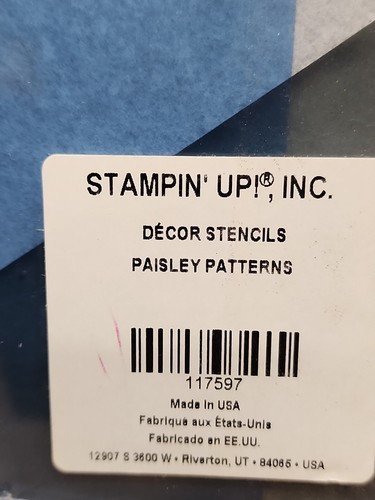 STAMPIN' UP!®, INC.
DÉCOR STENCILS
PAISLEY PATTERNS
117597
Made in USA
Fabriqué aux États-Unis
Fabricado en EE.UU.
12907 S 3600 W • Riverton, UT • 84065 • USA